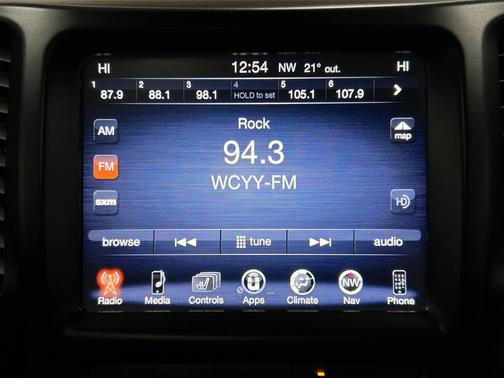 HI 12:54 NW 21° out. HI
1 2 3 4 5 6
87.9 88.1 98.1 HOLD to set 105.1 107.9
AM Rock map
94.3
FM
WCYY-FM
sxm HD
browse tune audio
NW
Radio Media Controls Apps Climate Nav Phone